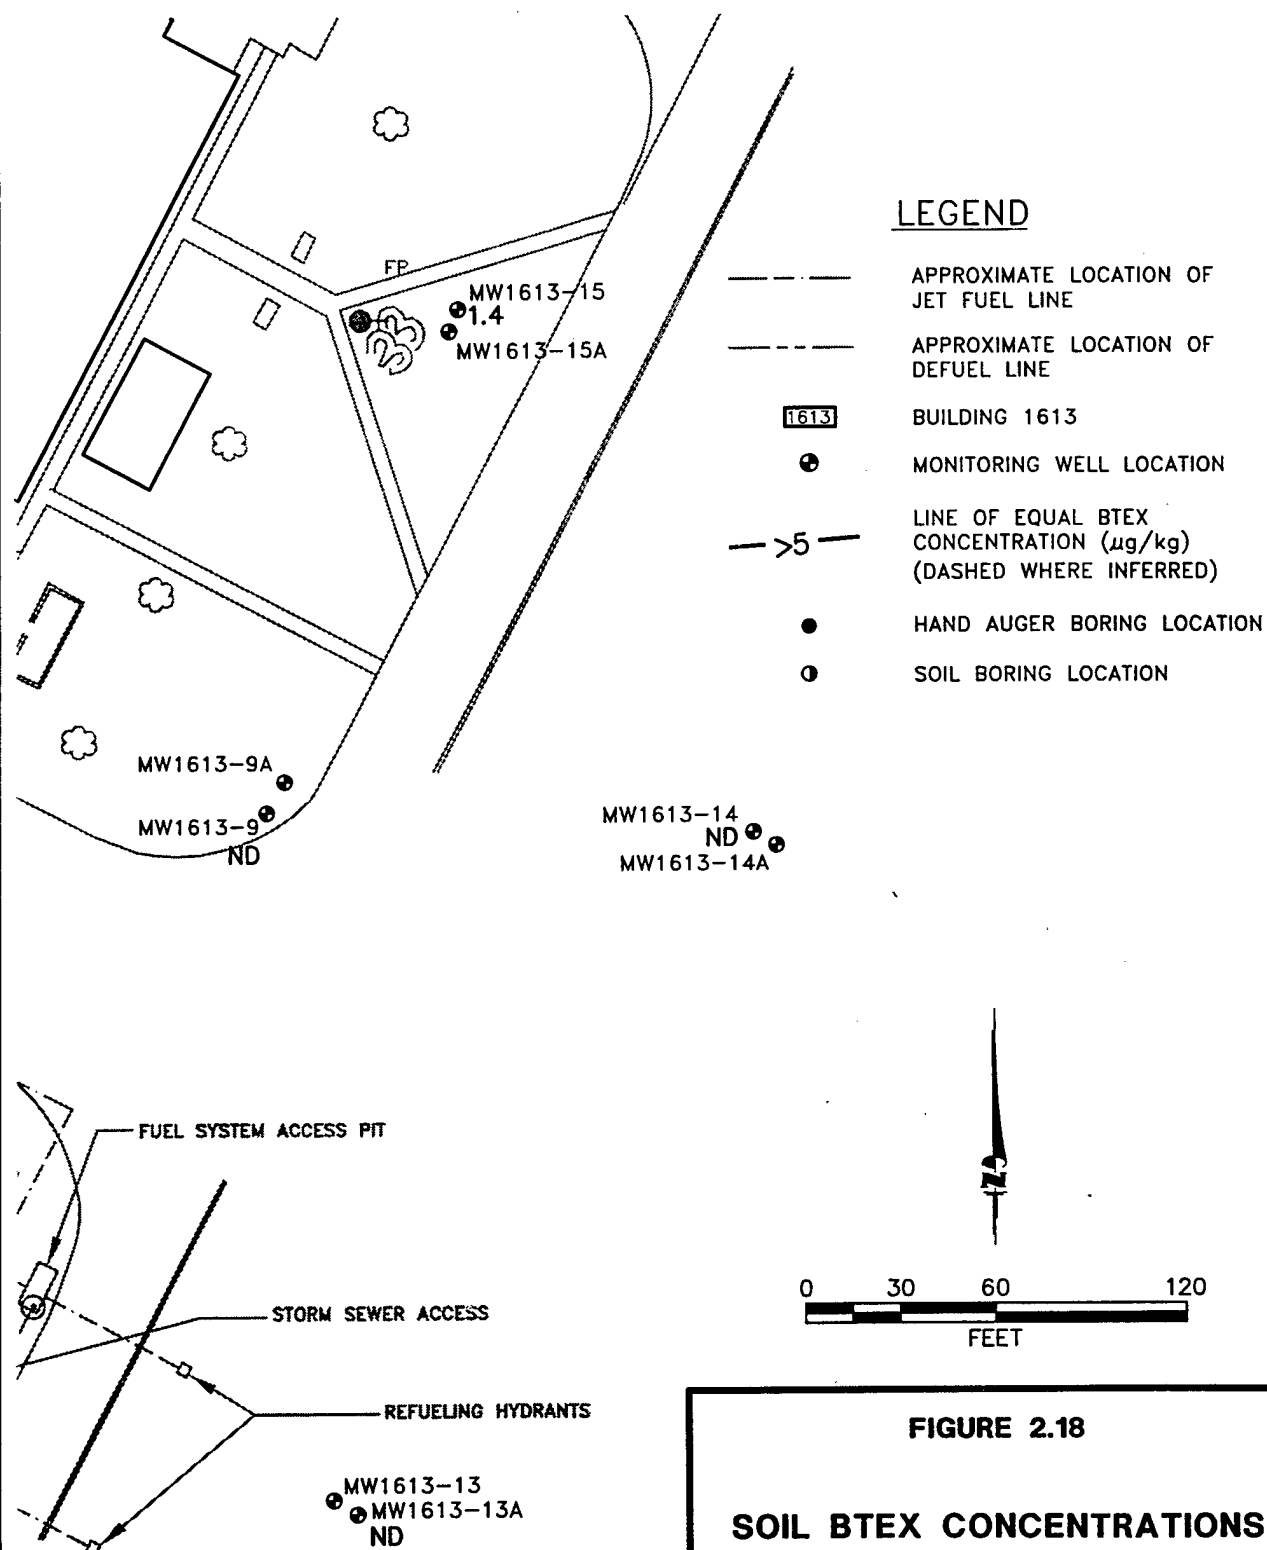 LEGEND
APPROXIMATE LOCATION OF
JET FUEL LINE
APPROXIMATE LOCATION OF
DEFUEL LINE
1613
BUILDING 1613
MONITORING WELL LOCATION
>5
LINE OF EQUAL BTEX
CONCENTRATION (µg/kg)
(DASHED WHERE INFERRED)
HAND AUGER BORING LOCATION
SOIL BORING LOCATION
FP
MW1613-15
1.4
MW1613-15A
MW1613-9A
MW1613-9
ND
MW1613-14
ND
MW1613-14A
FUEL SYSTEM ACCESS PIT
STORM SEWER ACCESS
REFUELING HYDRANTS
MW1613-13
MW1613-13A
ND
0 30 60 120
FEET
FIGURE 2.18
SOIL BTEX CONCENTRATIONS